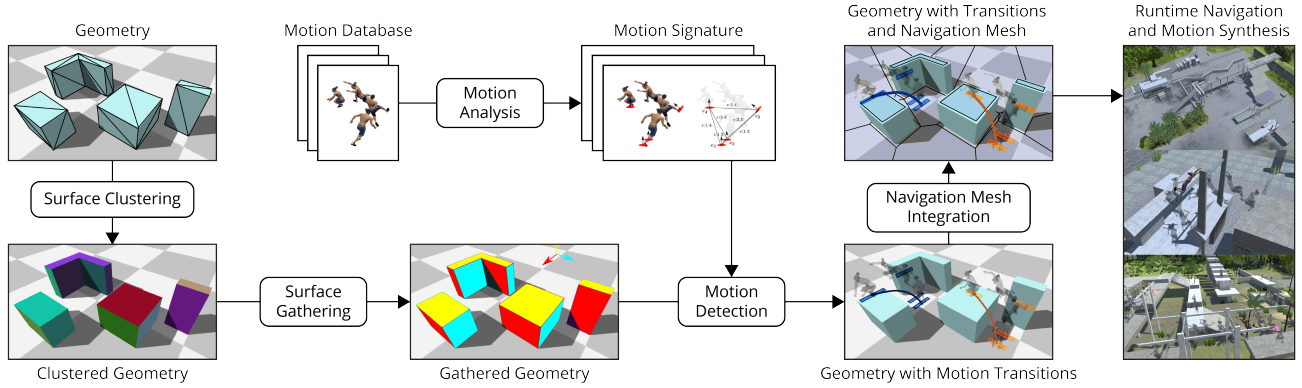 Geometry
Motion Database
Motion Signature
Geometry with Transitions
and Navigation Mesh
Runtime Navigation
and Motion Synthesis
Motion
Analysis
Surface Clustering
Navigation Mesh
Integration
Surface
Gathering
Motion
Detection
Clustered Geometry
Gathered Geometry
Geometry with Motion Transitions